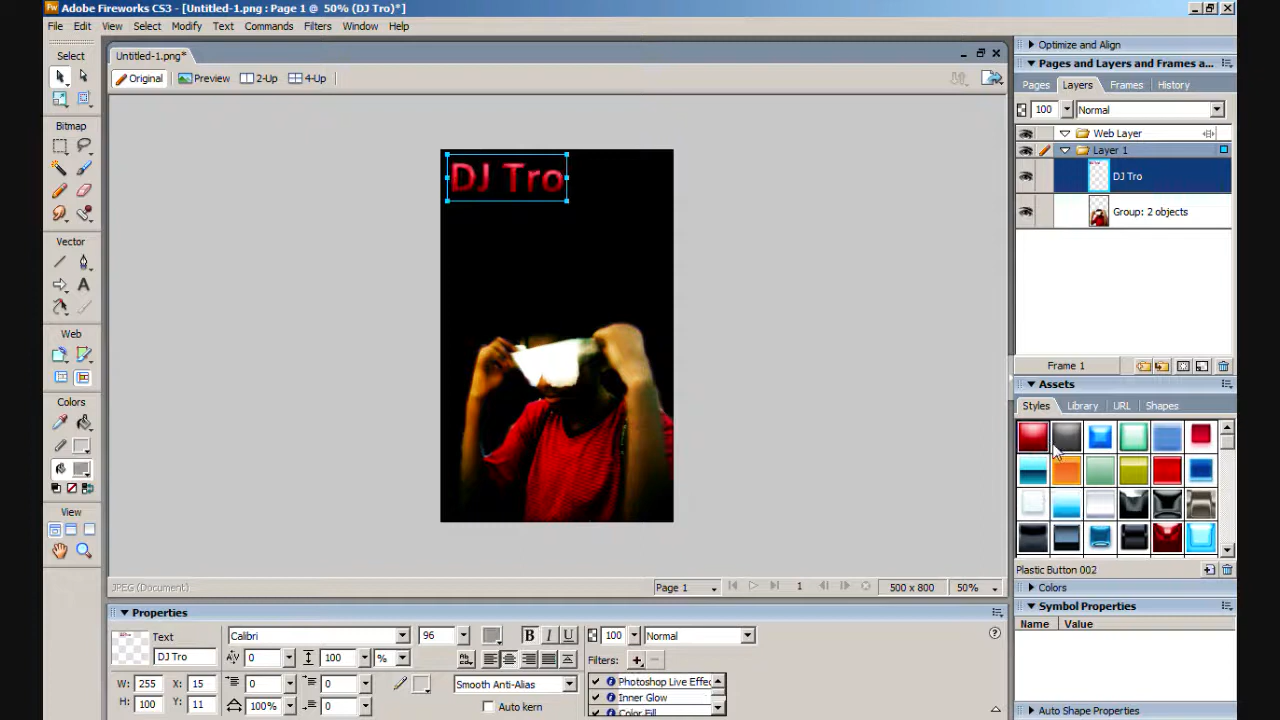 Adobe Fireworks CS3 - [Untitled-1.png : Page 1 @ 50% (DJ Tro)*]
File Edit View Select Modify Text Commands Filters Window Help
Select
Bitmap
Vector
Web
Colors
View
Untitled-1.png*
Original Preview 2-Up 4-Up
DJ Tro
JPEG (Document)
Page 1 1 500 x 800 50%
Properties
Text
DJ Tro
W: 255 X: 15
H: 100 Y: 11
Calibri 96 B I U
0 100 %
0 0
100% 0
Smooth Anti-Alias
Auto kern
100 Normal
Filters:
Photoshop Live Effec
Inner Glow
Color Fill
Optimize and Align
Pages and Layers and Frames a...
Pages Layers Frames History
100 Normal
Web Layer
Layer 1
DJ Tro
Group: 2 objects
Frame 1
Assets
Styles Library URL Shapes
Plastic Button 002
Colors
Symbol Properties
Name Value
Auto Shape Properties